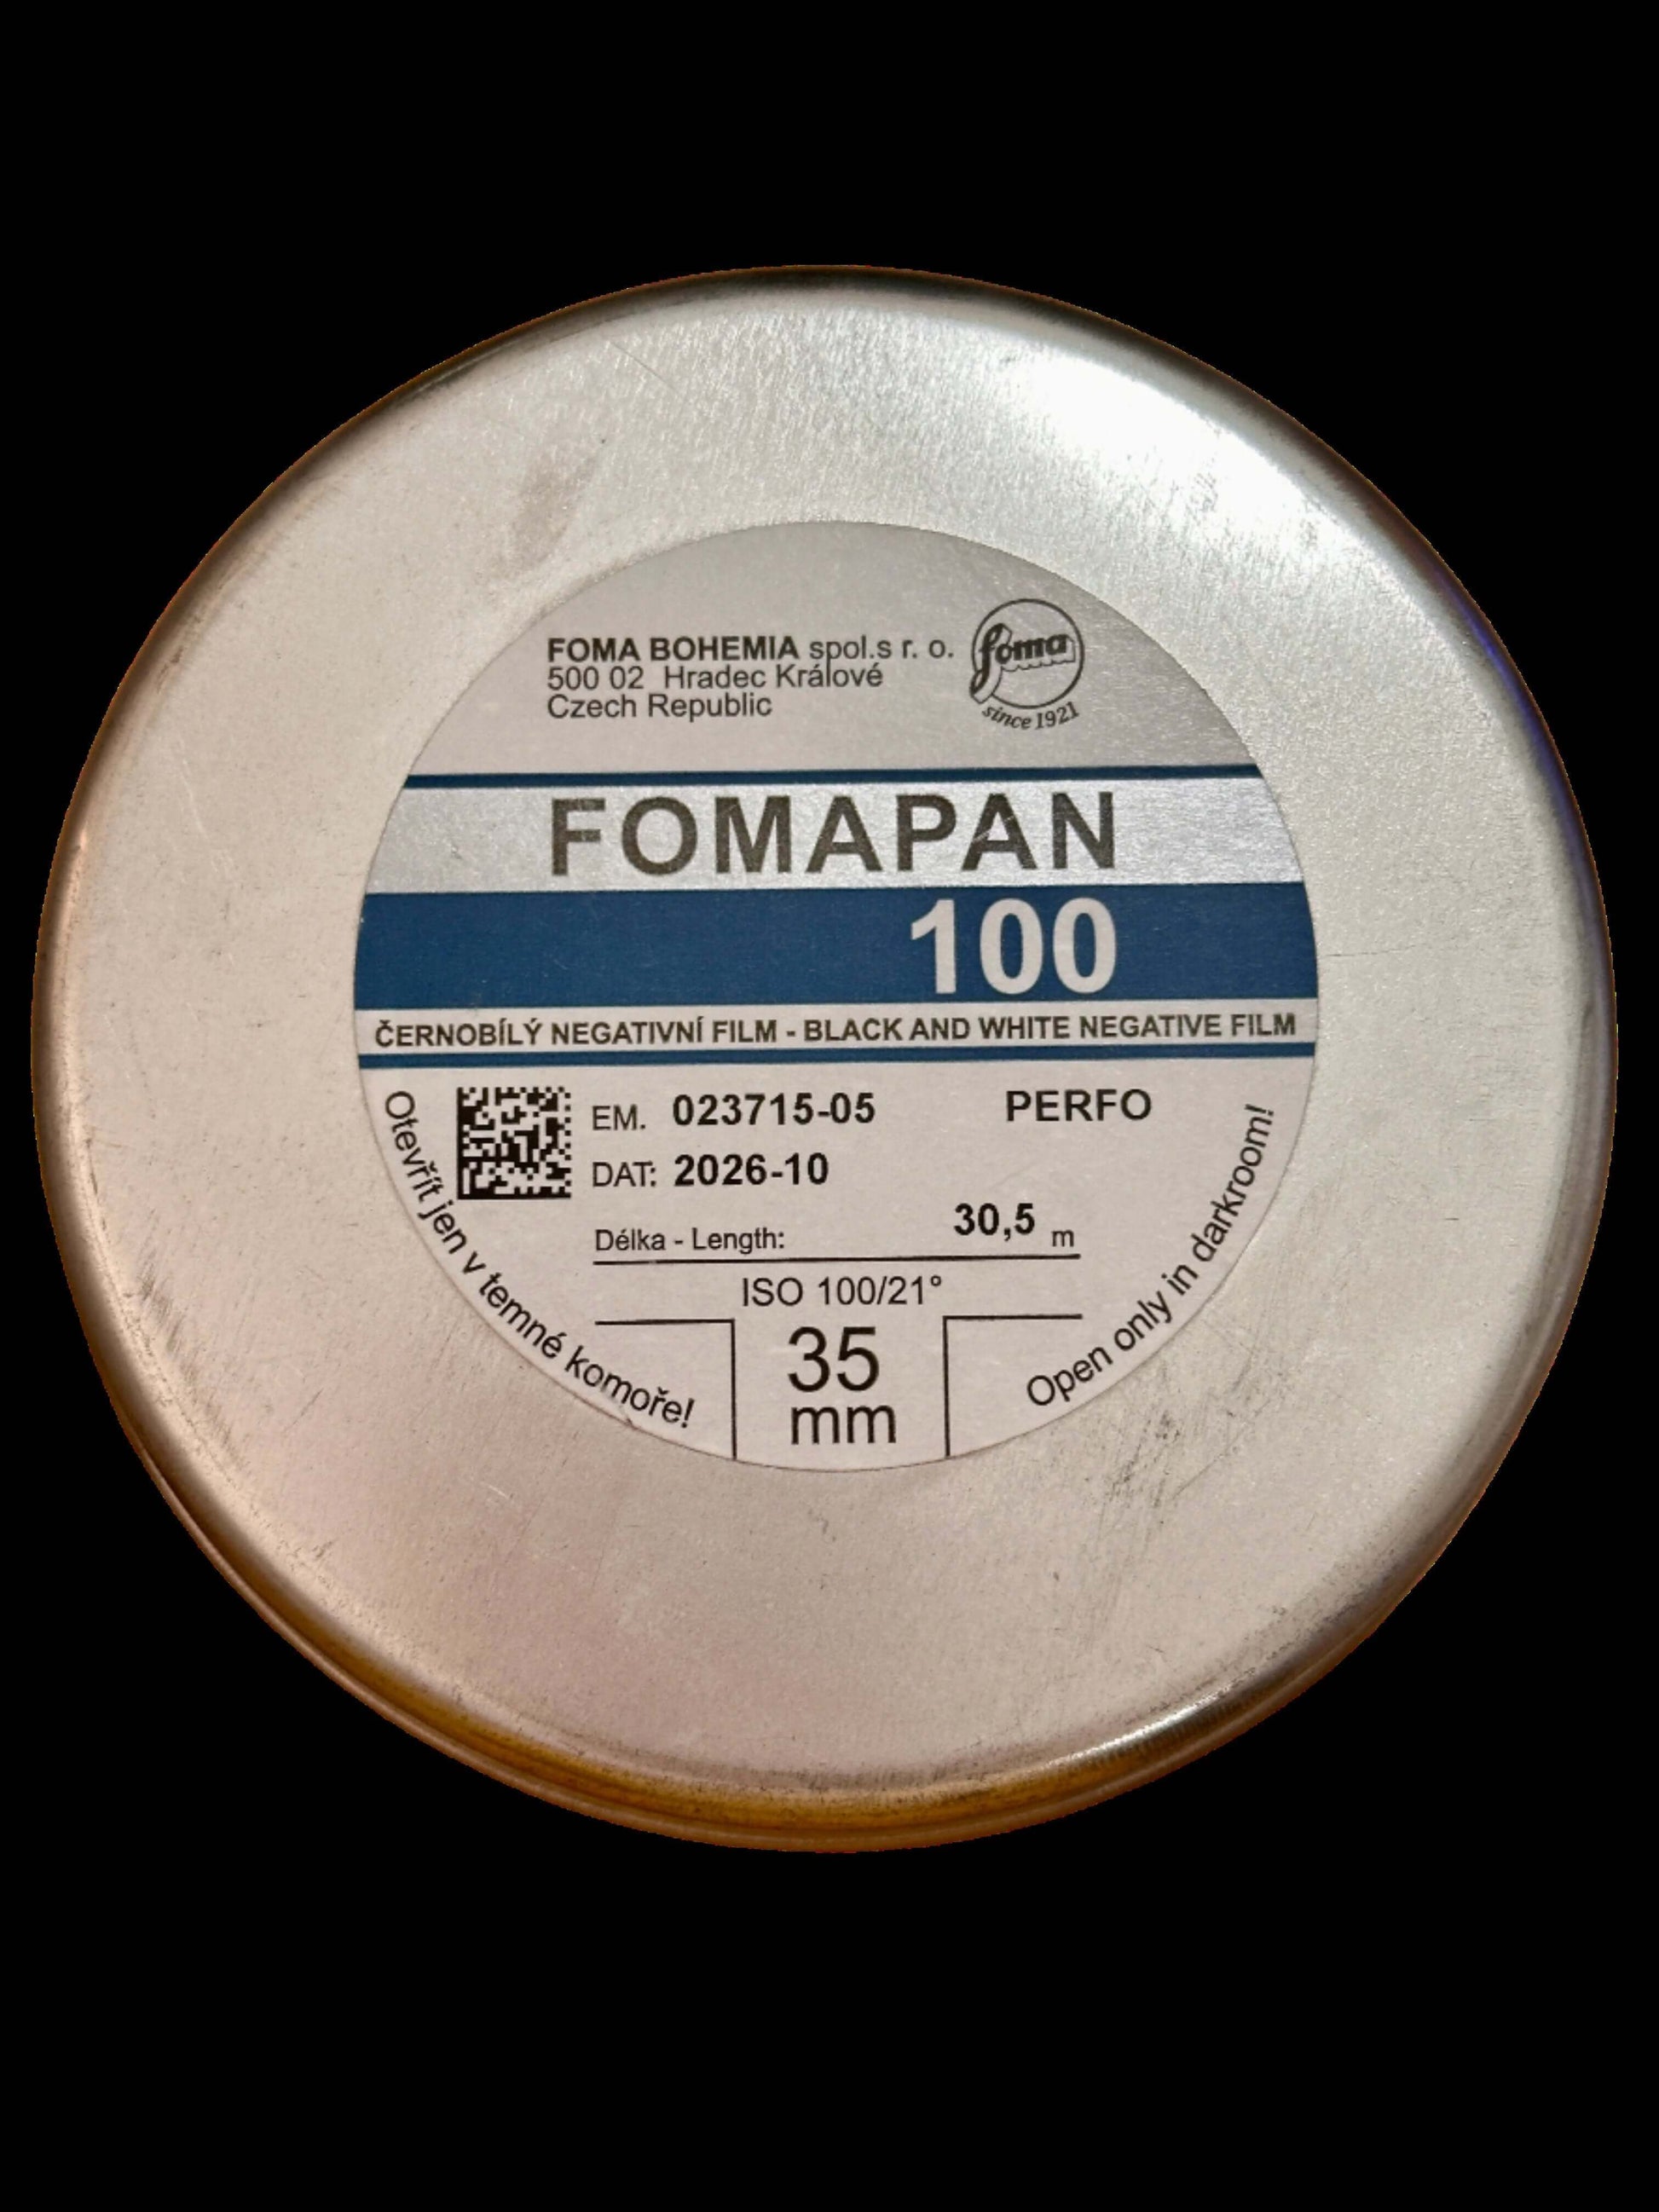 FOMA BOHEMIA spol.s r. o.
500 02 Hradec Králové
Czech Republic
foma
since 1921
FOMAPAN
100
ČERNOBÍLÝ NEGATIVNÍ FILM - BLACK AND WHITE NEGATIVE FILM
EM. 023715-05 PERFO
DAT: 2026-10
Délka - Length: 30,5 m
ISO 100/21°
35
mm
Otevřít jen v temné komoře!
Open only in darkroom!